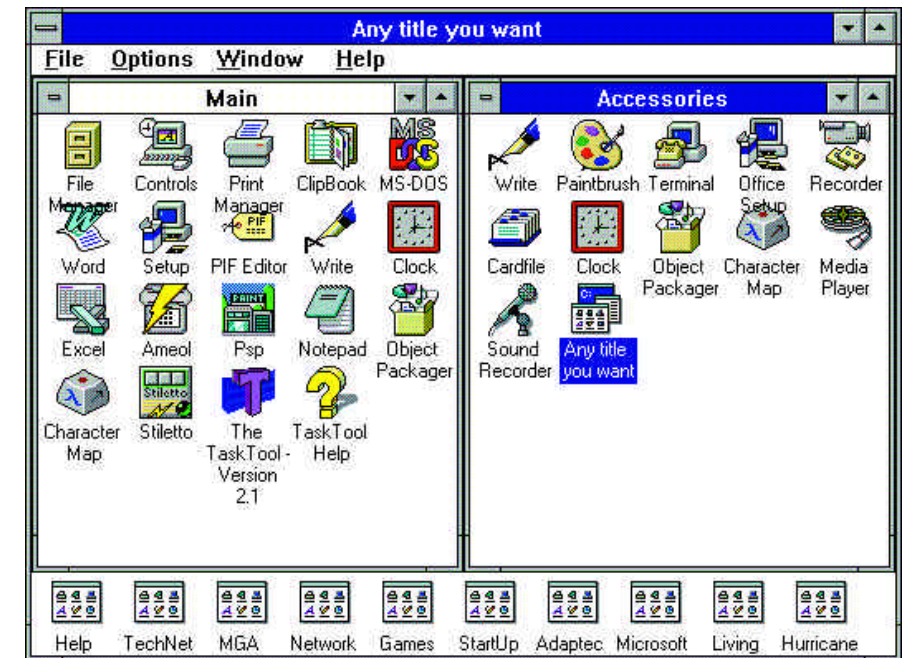 Any title you want
File Options Window Help
Main
File Manager
Controls
Print Manager
ClipBook
MS-DOS
MS
DOS
Word
Setup
PIF Editor
PIF
Write
Clock
Excel
Ameol
Psp
PAINT
Notepad
Object Packager
Character Map
Stiletto
Stiletto
The TaskTool - Version 2.1
TaskTool Help
Accessories
Write
Paintbrush
Terminal
Office Setup
Recorder
Cardfile
Clock
Object Packager
Character Map
Media Player
Sound Recorder
C:\
Any title you want
Help TechNet MGA Network Games StartUp Adaptec Microsoft Living Hurricane